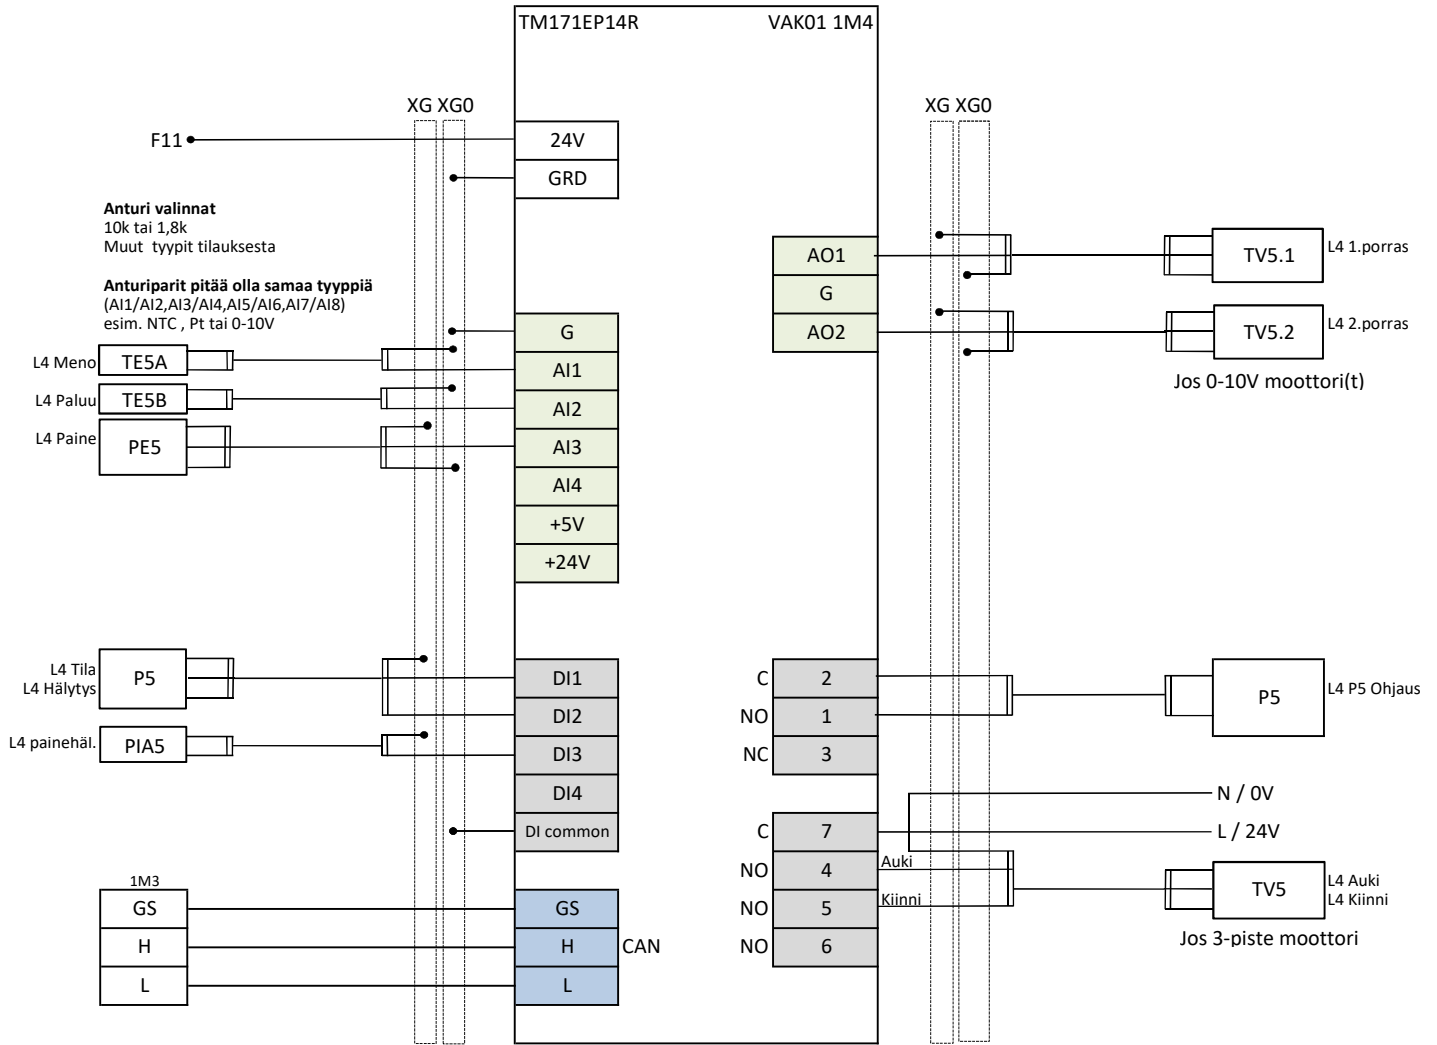 TM171EP14R
VAK01 1M4
XG XG0
XG XG0
F11
24V
GRD
Anturi valinnat
10k tai 1,8k
Muut tyypit tilauksesta
Anturiparit pitää olla samaa tyyppiä
(AI1/AI2,AI3/AI4,AI5/AI6,AI7/AI8)
esim. NTC , Pt tai 0-10V
L4 Meno
TE5A
L4 Paluu
TE5B
L4 Paine
PE5
G
AI1
AI2
AI3
AI4
+5V
+24V
AO1
G
AO2
TV5.1
L4 1.porras
TV5.2
L4 2.porras
Jos 0-10V moottori(t)
L4 Tila
L4 Hälytys
P5
L4 painehäl.
PIA5
DI1
DI2
DI3
DI4
DI common
C
2
NO
1
NC
3
P5
L4 P5 Ohjaus
N / 0V
L / 24V
C
7
NO
4
Auki
NO
5
Kiinni
NO
6
TV5
L4 Auki
L4 Kiinni
Jos 3-piste moottori
1M3
GS
H
L
GS
H
L
CAN